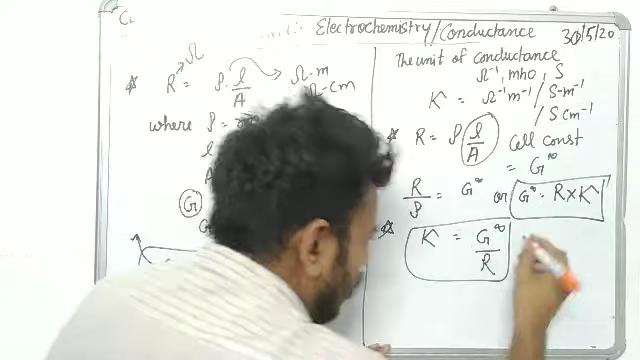 Electrochemistry/Conductance 30/5/20
R = ρ · l/A Ω-m
Ω-cm
where ρ =
l
A
G
G
The unit of conductance
Ω⁻¹, mho, S
K = Ω⁻¹m⁻¹ / S-m⁻¹
/ S cm⁻¹
R = ρ l/A Cell const
= G∞
R/ρ = G∞ or G∞ = R×K
K = G∞/R